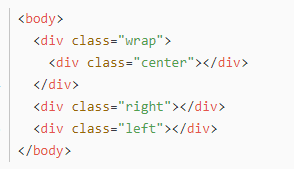 <body>
  <div class="wrap">
    <div class="center"></div>
  </div>
  <div class="right"></div>
  <div class="left"></div>
</body>